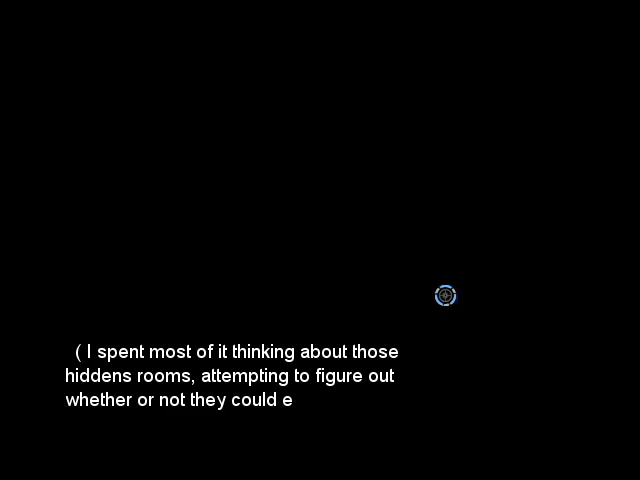 ( I spent most of it thinking about those
hiddens rooms, attempting to figure out
whether or not they could e